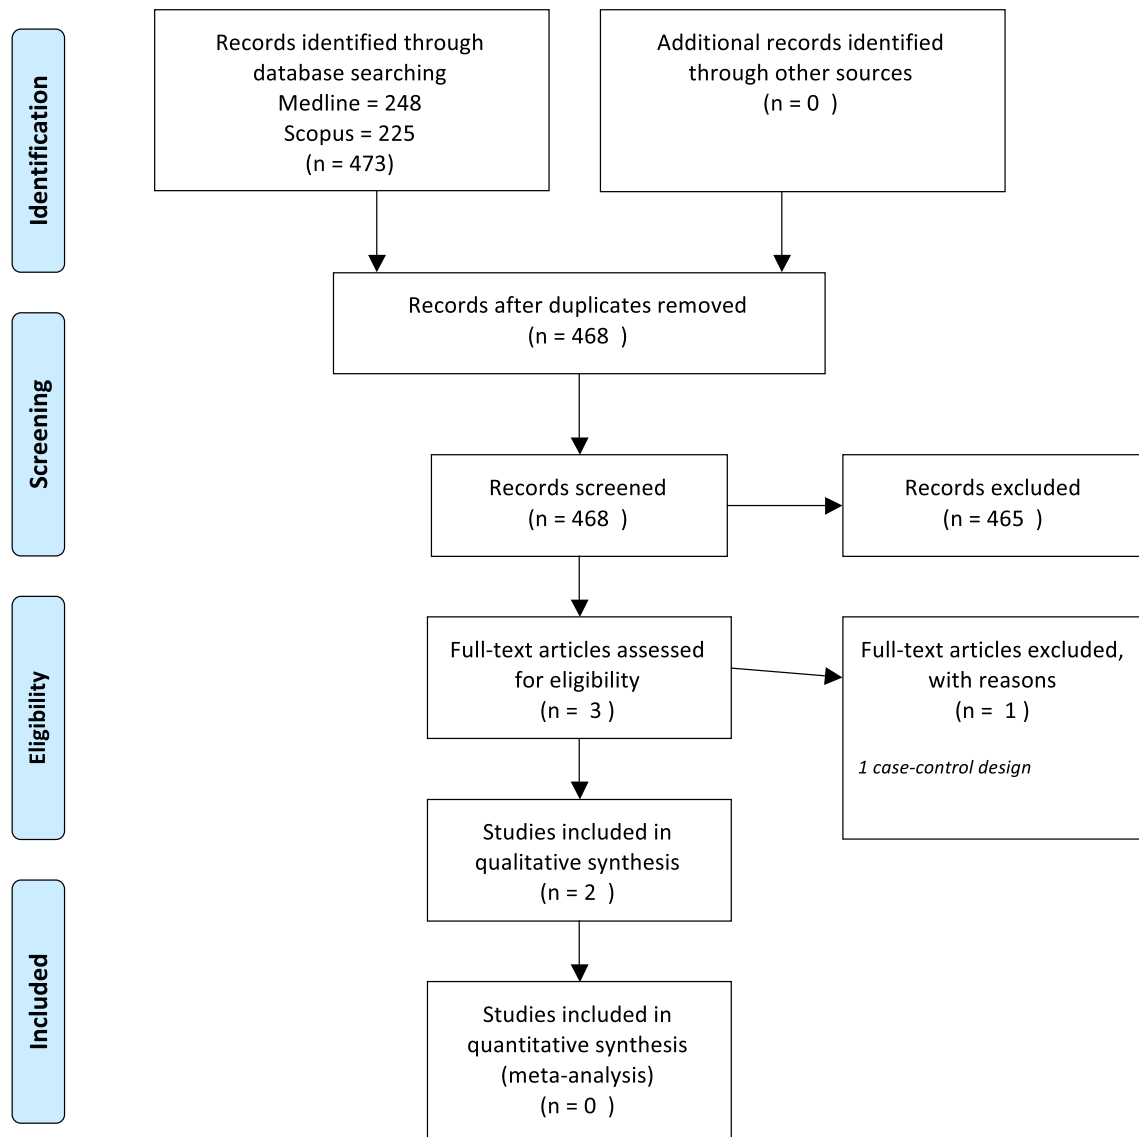 Identification
Records identified through
database searching
Medline = 248
Scopus = 225
(n = 473)
Additional records identified
through other sources
(n = 0  )
Records after duplicates removed
(n = 468  )
Screening
Records screened
(n = 468  )
Records excluded
(n = 465  )
Eligibility
Full-text articles assessed
for eligibility
(n =  3 )
Full-text articles excluded,
with reasons
(n =  1 )
1 case-control design
Studies included in
qualitative synthesis
(n = 2  )
Included
Studies included in
quantitative synthesis
(meta-analysis)
(n = 0  )